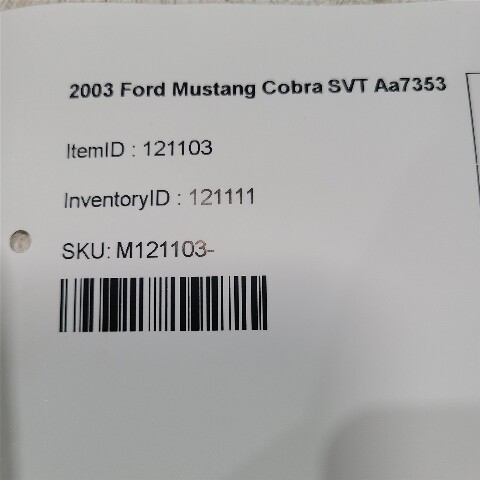 2003 Ford Mustang Cobra SVT Aa7353
ItemID : 121103
InventoryID : 121111
SKU: M121103-